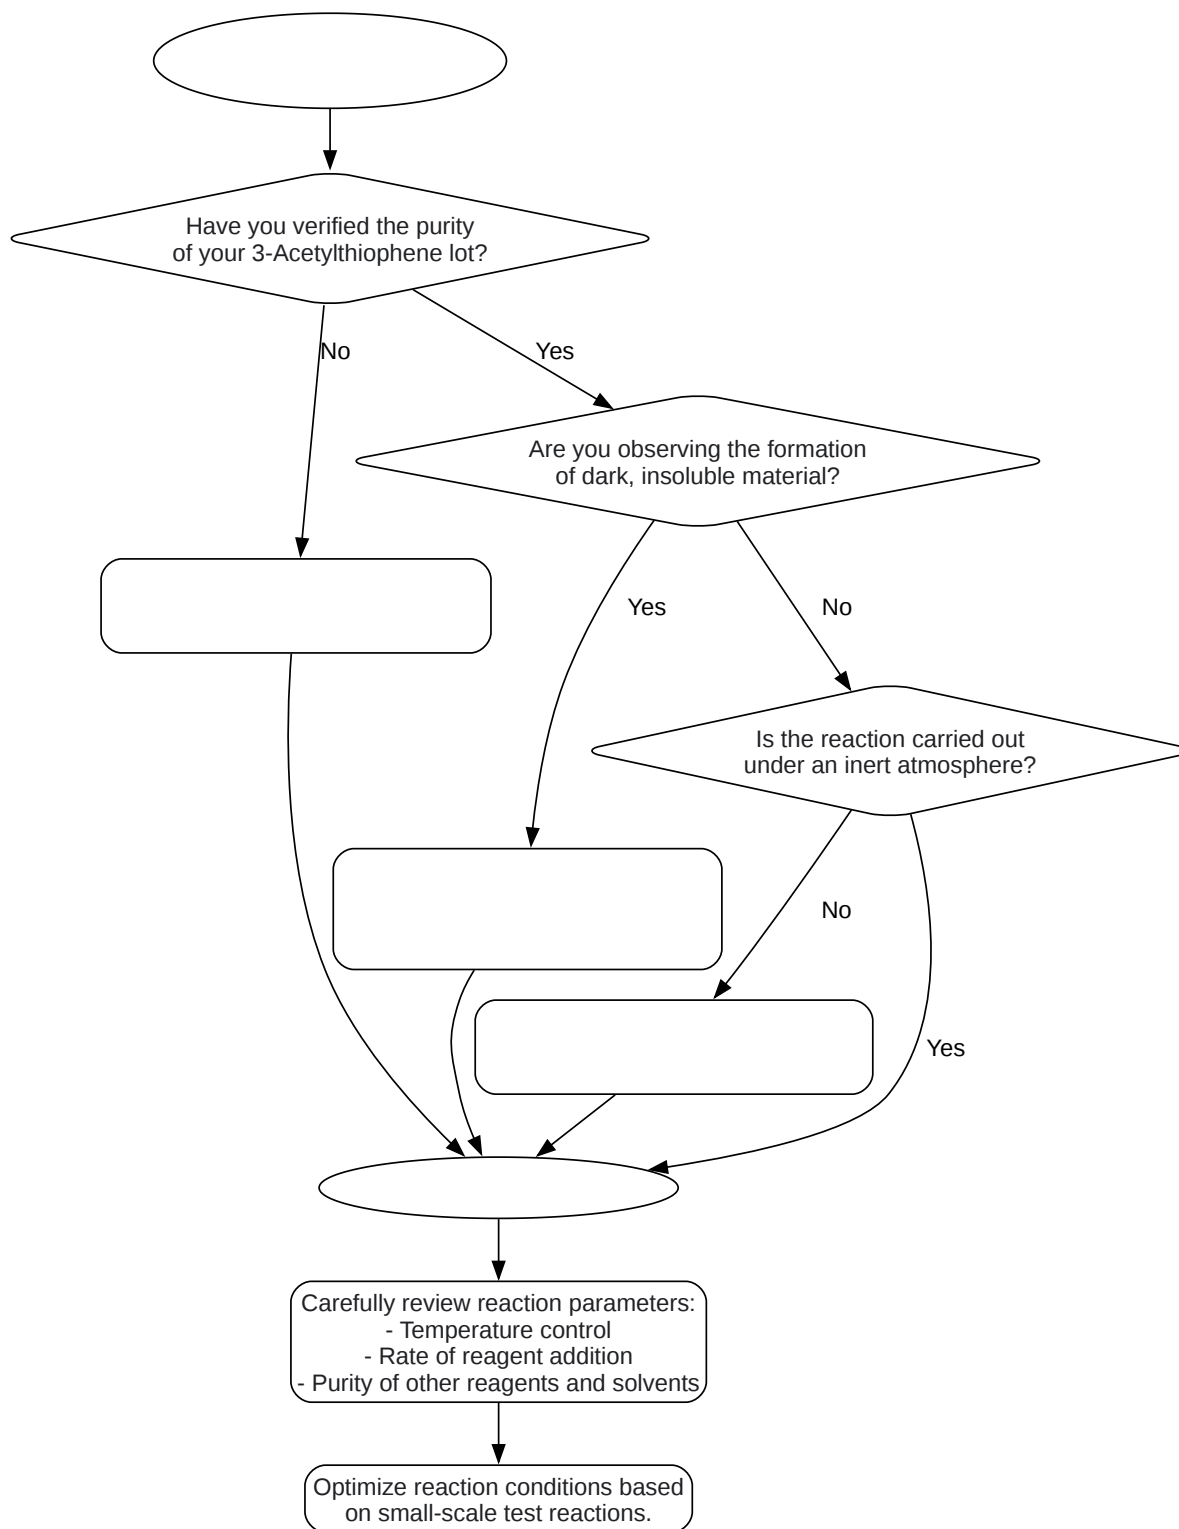 Have you verified the purity
of your 3-Acetylthiophene lot?
No
Yes
Are you observing the formation
of dark, insoluble material?
Yes
No
Is the reaction carried out
under an inert atmosphere?
No
Yes
Carefully review reaction parameters:
- Temperature control
- Rate of reagent addition
- Purity of other reagents and solvents
Optimize reaction conditions based
on small-scale test reactions.